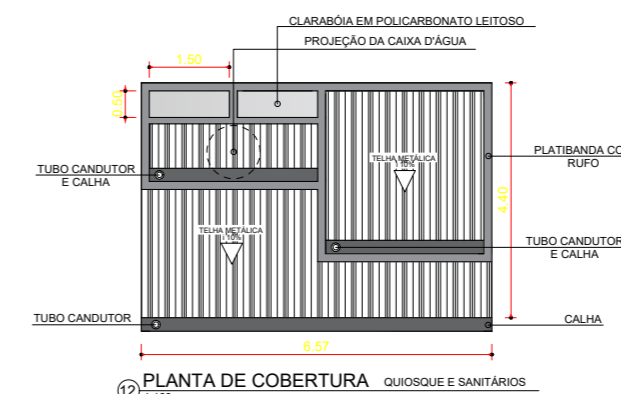 CLARABÓIA EM POLICARBONATO LEITOSO
PROJEÇÃO DA CAIXA D'ÁGUA
1.50
0.50
TUBO CANDUTOR
E CALHA
TELHA METÁLICA
10%
PLATIBANDA CO
RUFO
4.40
TELHA METÁLICA
10%
TUBO CANDUTOR
E CALHA
TUBO CANDUTOR
CALHA
6.57
12 PLANTA DE COBERTURA QUIOSQUE E SANITÁRIOS